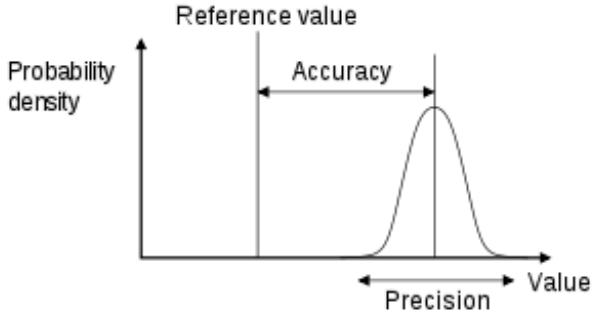 Reference value
Probability
density
Accuracy
Value
Precision